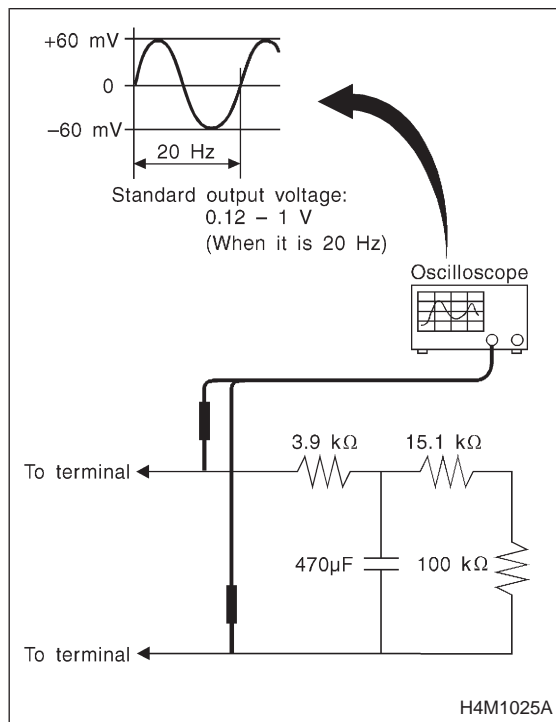 +60 mV
0
−60 mV
20 Hz
Standard output voltage:
0.12 – 1 V
(When it is 20 Hz)
Oscilloscope
3.9 kΩ
15.1 kΩ
To terminal
470µF
100 kΩ
To terminal
H4M1025A